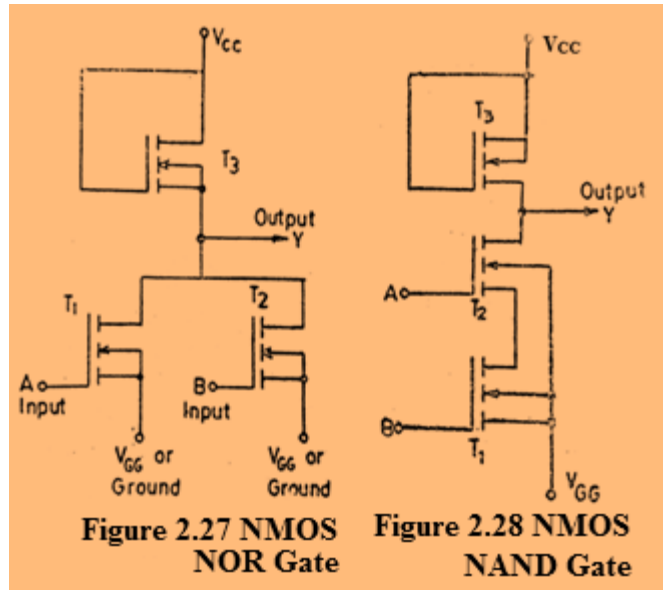 VCC
T3
Output
Y
T1
T2
A
Input
B
Input
VGG or
Ground
VGG or
Ground
Figure 2.27 NMOS
NOR Gate
VCC
T3
Output
Y
A
T2
B
T1
VGG
Figure 2.28 NMOS
NAND Gate